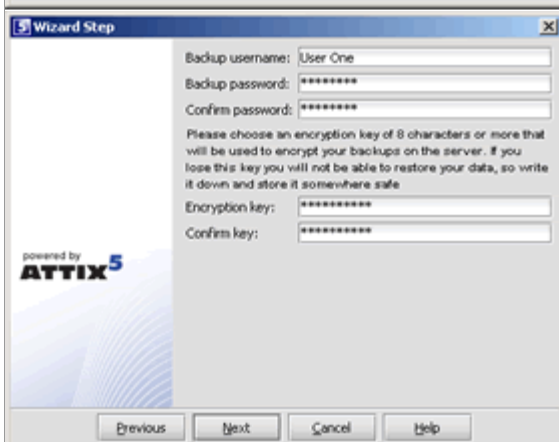 5 Wizard Step
Backup username: User One
Backup password: ********
Confirm password: ********
Please choose an encryption key of 8 characters or more that
will be used to encrypt your backups on the server. If you
lose this key you will not be able to restore your data, so write
it down and store it somewhere safe
Encryption key: **********
Confirm key: **********
powered by
ATTIX5
Previous Next Cancel Help